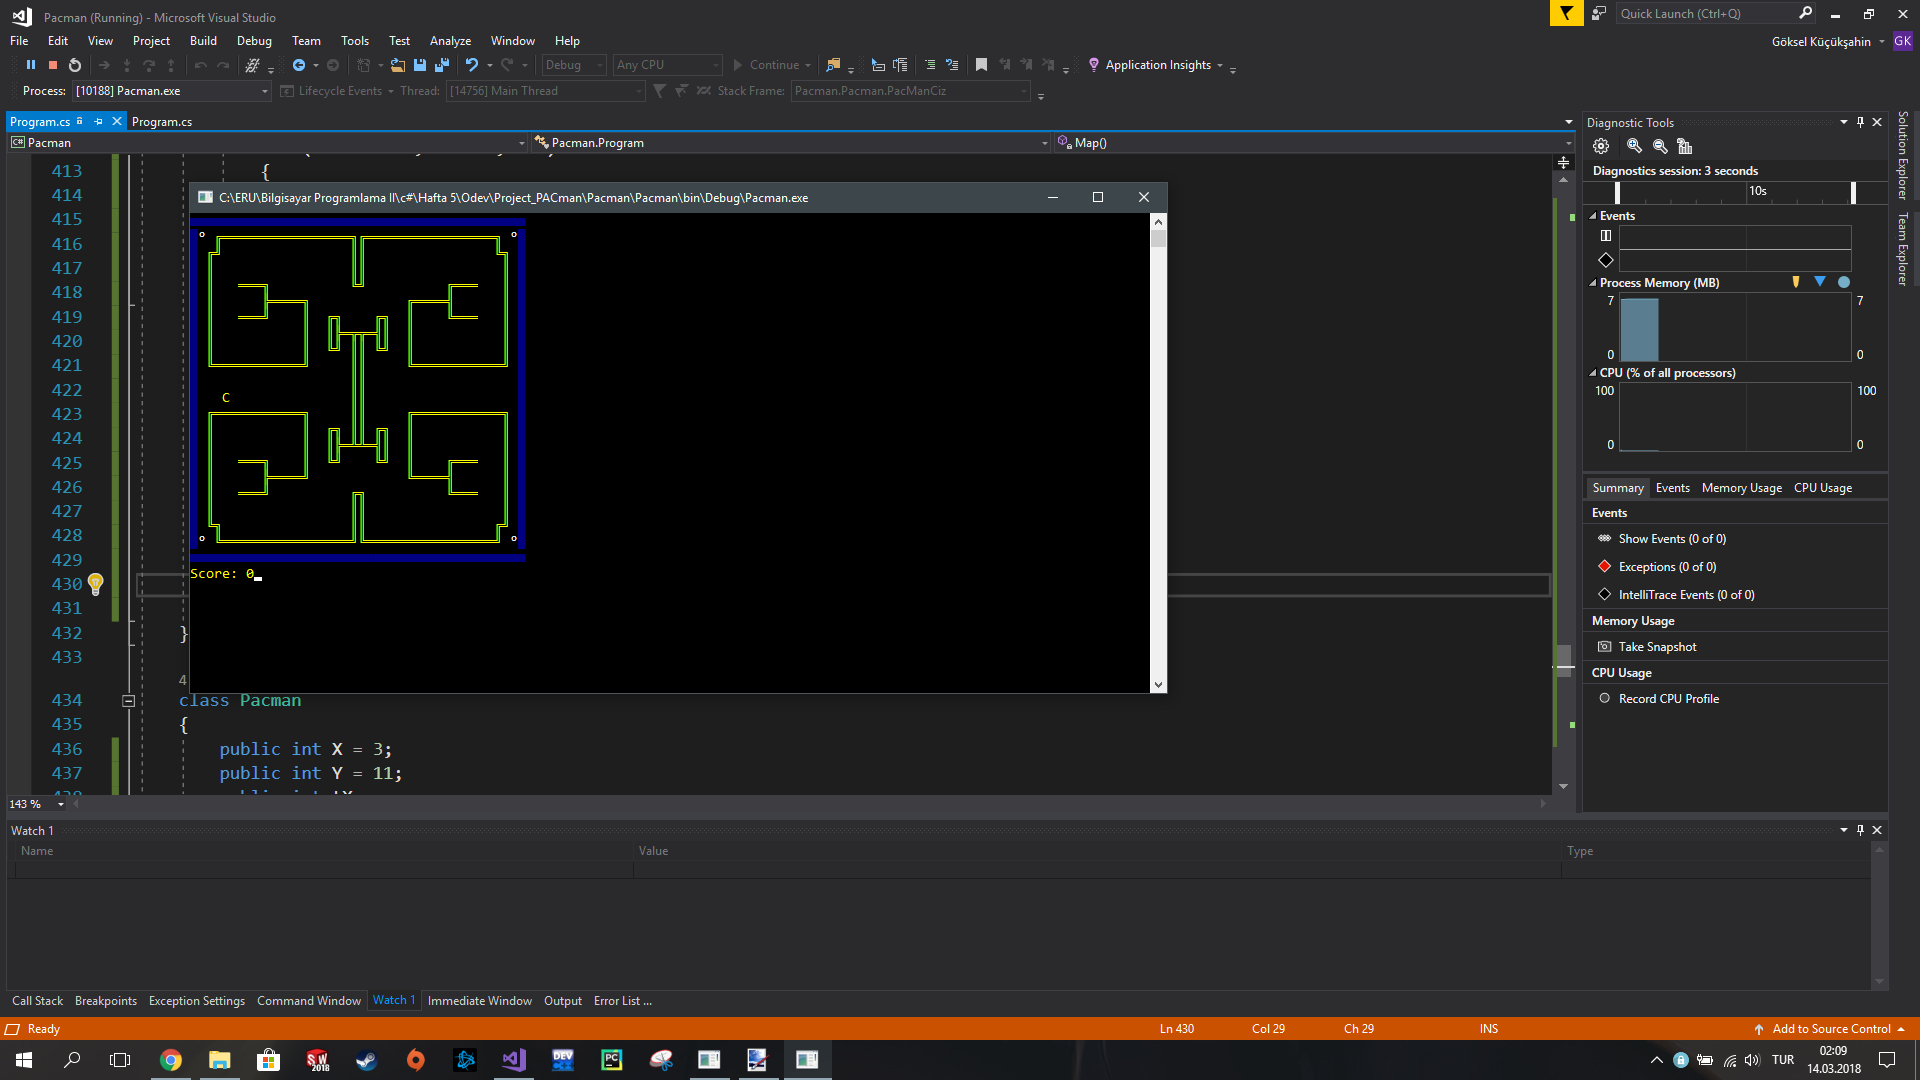 Pacman (Running) - Microsoft Visual Studio
Quick Launch (Ctrl+Q)
File Edit View Project Build Debug Team Tools Test Analyze Window Help
Göksel Küçükşahin GK
Debug Any CPU Continue Application Insights
Process: [10188] Pacman.exe Lifecycle Events Thread: [14756] Main Thread Stack Frame: Pacman.Pacman.PacManCiz
Program.cs Program.cs
C# Pacman Pacman.Program Map()
413 {
414
415
416
417
418
419
420
421
422
423
424
425
426
427
428
429
430
431
432 }
433
4
434 class Pacman
435 {
436 public int X = 3;
437 public int Y = 11;
C:\ERU\Bilgisayar Programlama II\c#\Hafta 5\Odev\Project_PACman\Pacman\Pacman\bin\Debug\Pacman.exe
o o
C
o o
Score: 0
143 %
Diagnostic Tools
Diagnostics session: 3 seconds
10s
Events
Process Memory (MB)
7 7
0 0
CPU (% of all processors)
100 100
0 0
Summary Events Memory Usage CPU Usage
Events
Show Events (0 of 0)
Exceptions (0 of 0)
IntelliTrace Events (0 of 0)
Memory Usage
Take Snapshot
CPU Usage
Record CPU Profile
Solution Explorer
Team Explorer
Watch 1
Name Value Type
Call Stack Breakpoints Exception Settings Command Window Watch 1 Immediate Window Output Error List ...
Ready Ln 430 Col 29 Ch 29 INS Add to Source Control
SW 2018 DEV PC TUR 02:09
14.03.2018